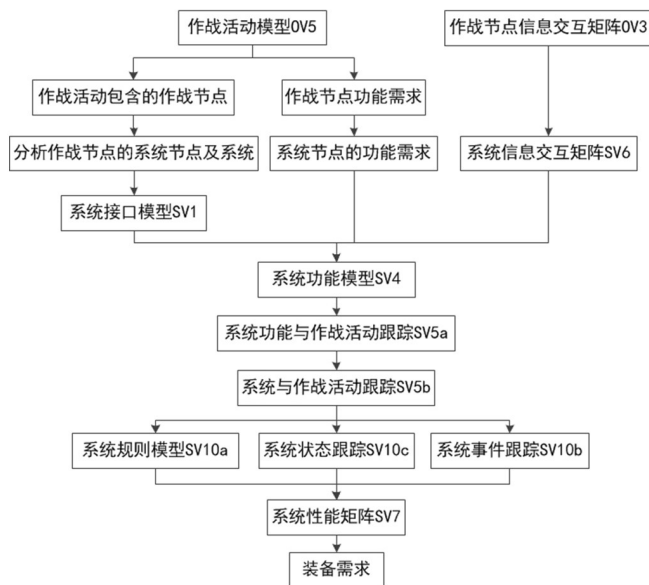 作战活动模型OV5
作战节点信息交互矩阵OV3
作战活动包含的作战节点
作战节点功能需求
分析作战节点的系统节点及系统
系统节点的功能需求
系统信息交互矩阵SV6
系统接口模型SV1
系统功能模型SV4
系统功能与作战活动跟踪SV5a
系统与作战活动跟踪SV5b
系统规则模型SV10a
系统状态跟踪SV10c
系统事件跟踪SV10b
系统性能矩阵SV7
装备需求